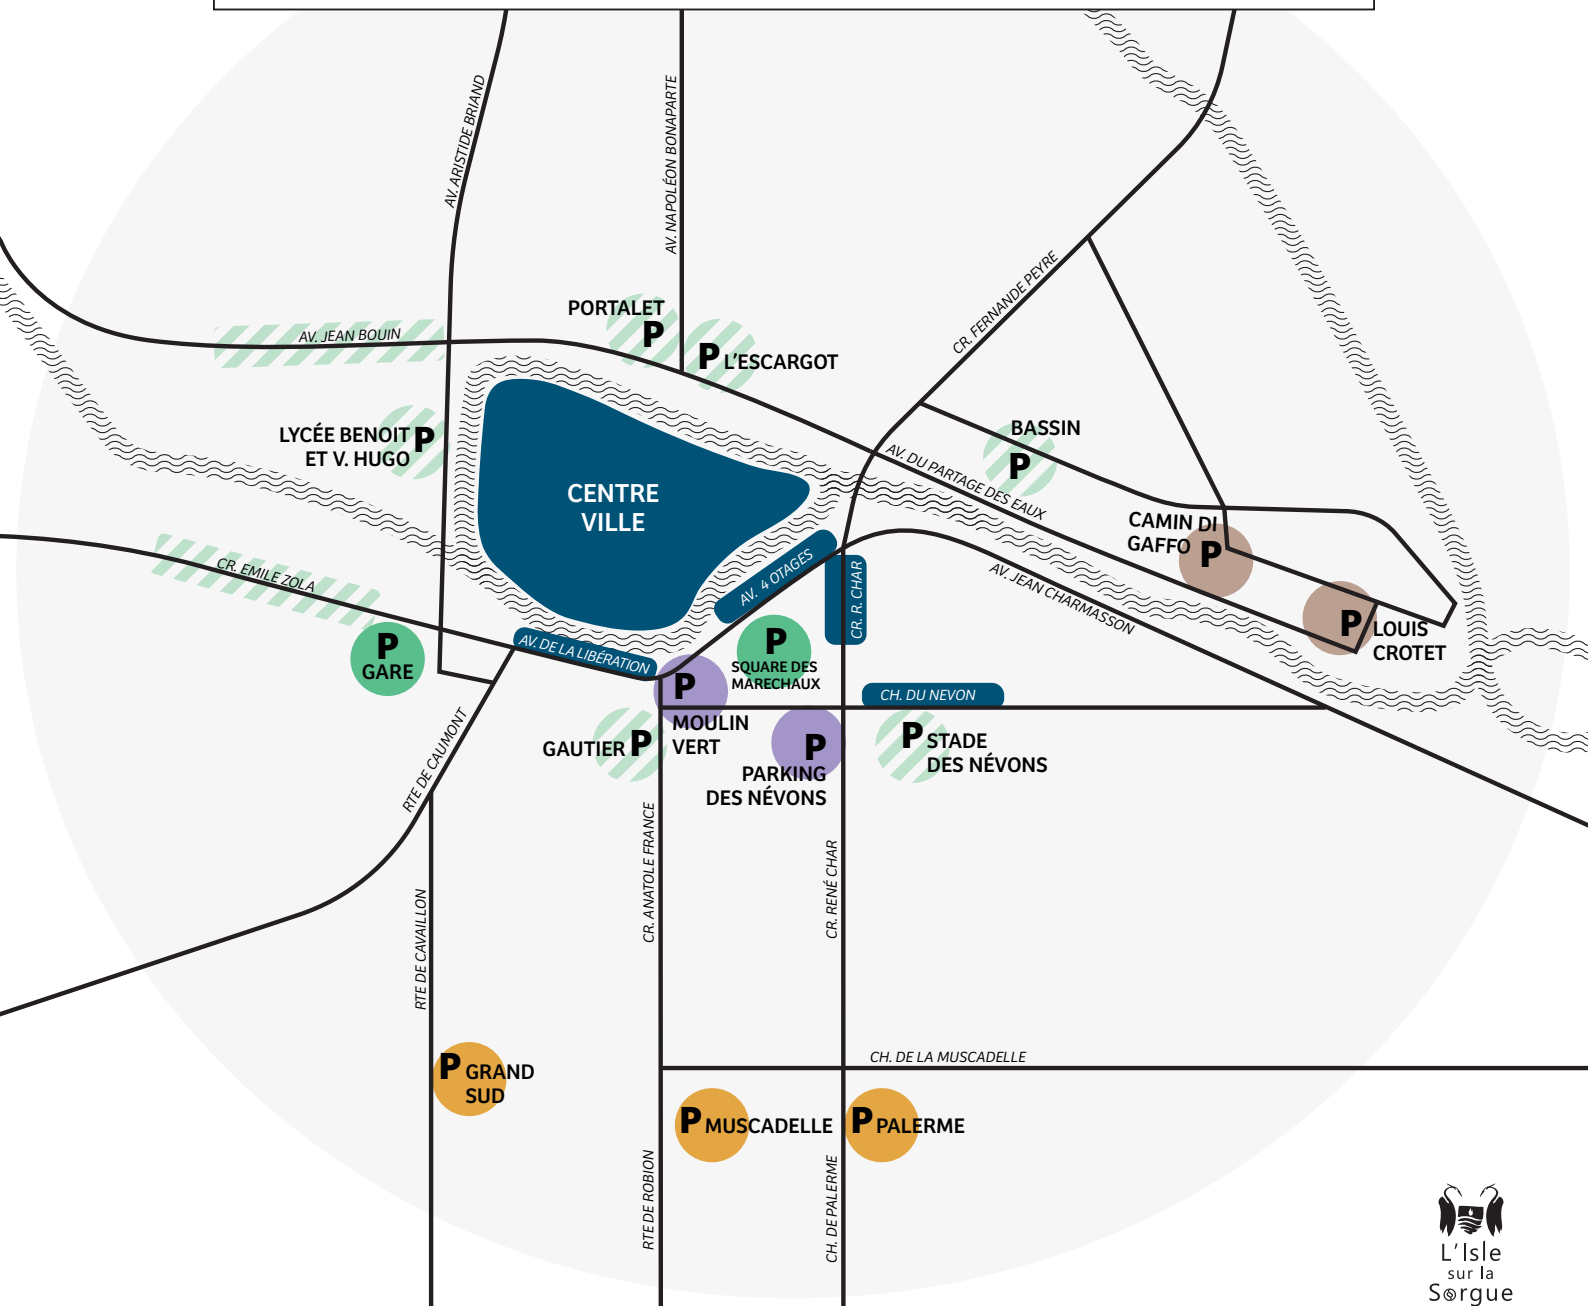 AV. ARISTIDE BRIAND
AV. NAPOLÉON BONAPARTE
CR. FERNANDE PEYRE
PORTALET
P
P L'ESCARGOT
AV. JEAN BOUIN
LYCÉE BENOIT
ET V. HUGO
P
BASSIN
P
AV. DU PARTAGE DES EAUX
CENTRE
VILLE
CAMIN DI
GAFFO
P
CR. EMILE ZOLA
AV. 4 OTAGES
CR. R. CHAR
AV. JEAN CHARMASSON
P
LOUIS
CROTET
P
GARE
AV. DE LA LIBÉRATION
P
SQUARE DES
MARECHAUX
P
MOULIN
VERT
CH. DU NEVON
GAUTIER P
P
PARKING
DES NÉVONS
P STADE
DES NÉVONS
RTE DE CAUMONT
CR. ANATOLE FRANCE
CR. RENÉ CHAR
RTE DE CAVAILLON
CH. DE LA MUSCADELLE
P GRAND
SUD
P MUSCADELLE
P PALERME
RTE DE ROBION
CH. DE PALERME
L'Isle
sur la
Sorgue